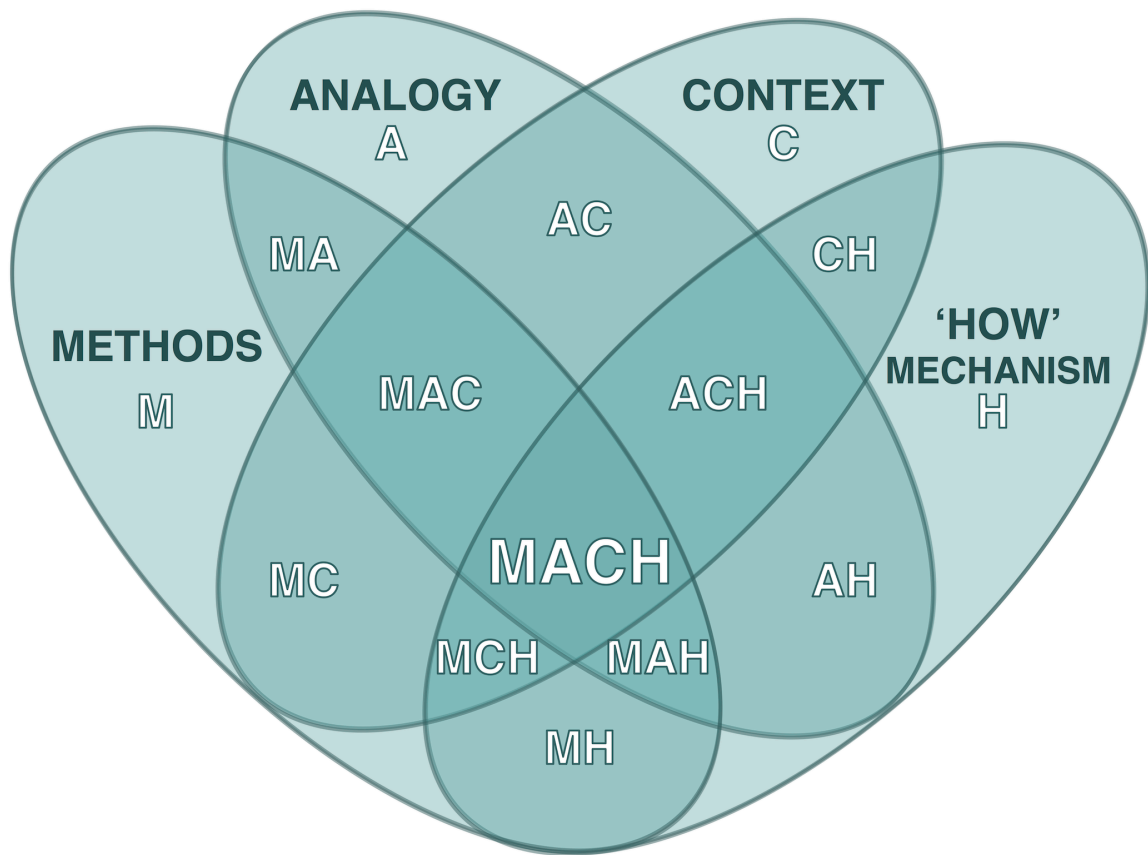 ANALOGY
A
CONTEXT
C
AC
MA
CH
METHODS
M
‘HOW’
MECHANISM
H
MAC
ACH
MACH
MC
AH
MCH
MAH
MH